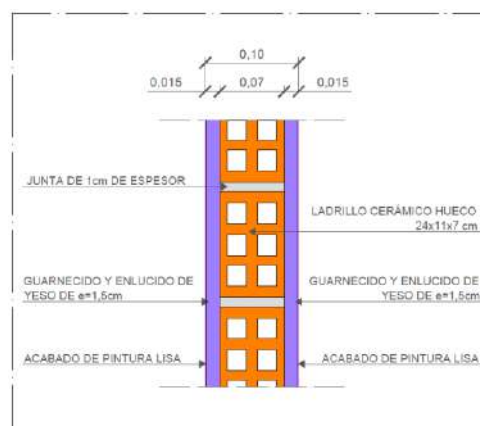 0,10
0,015 0,07 0,015
JUNTA DE 1cm DE ESPESOR
LADRILLO CERÁMICO HUECO
24x11x7 cm
GUARNECIDO Y ENLUCIDO DE
YESO DE e=1,5cm
GUARNECIDO Y ENLUCIDO DE
YESO DE e=1,5cm
ACABADO DE PINTURA LISA
ACABADO DE PINTURA LISA